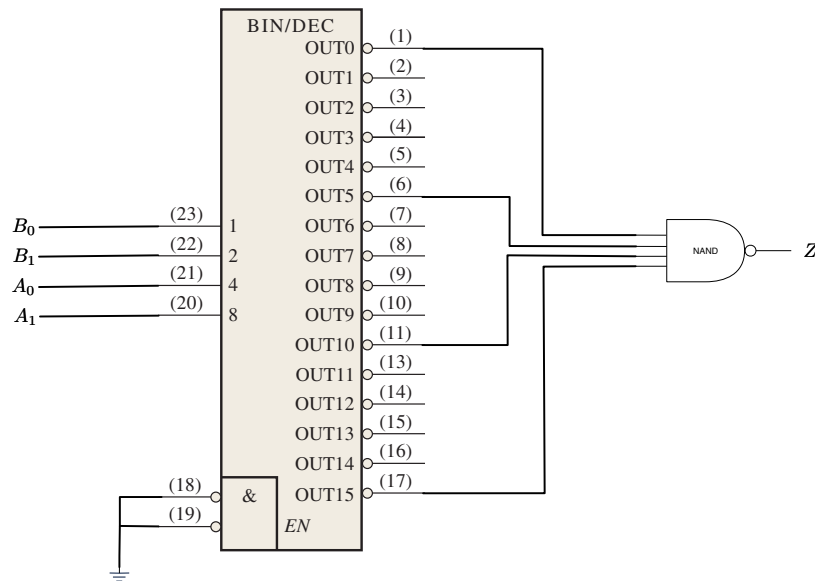 BIN/DEC
OUT0 (1)
OUT1 (2)
OUT2 (3)
OUT3 (4)
OUT4 (5)
OUT5 (6)
B₀ (23) 1 OUT6 (7)
B₁ (22) 2 OUT7 (8)
A₀ (21) 4 OUT8 (9)
A₁ (20) 8 OUT9 (10)
OUT10 (11)
OUT11 (13)
OUT12 (14)
OUT13 (15)
OUT14 (16)
(18) & OUT15 (17)
(19) EN
NAND Z